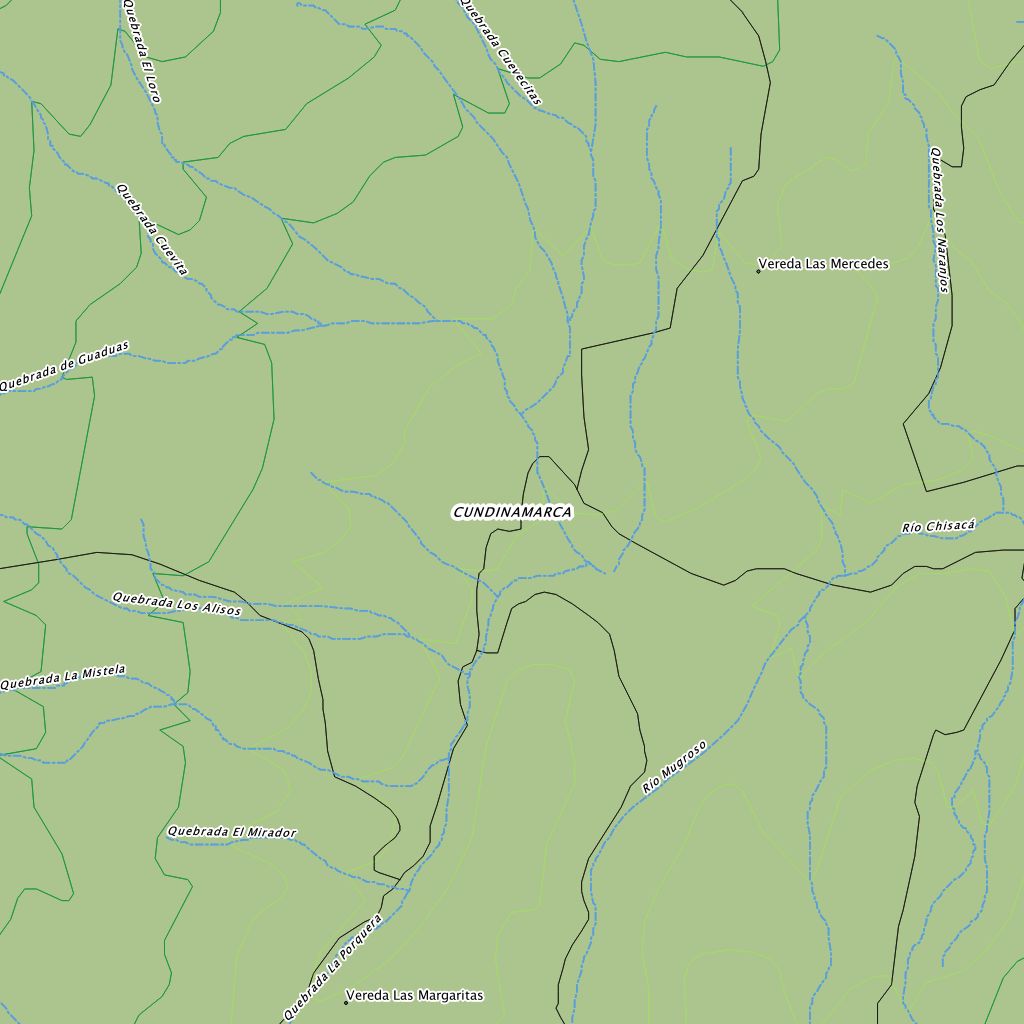 Quebrada El Loro
Quebrada Cuevecitas
Quebrada Cuevita
Quebrada Los Naranjos
Vereda Las Mercedes
Quebrada de Guaduas
CUNDINAMARCA
Río Chisacá
Quebrada Los Alisos
Quebrada La Mistela
Río Mugroso
Quebrada El Mirador
Quebrada La Porquera
Vereda Las Margaritas